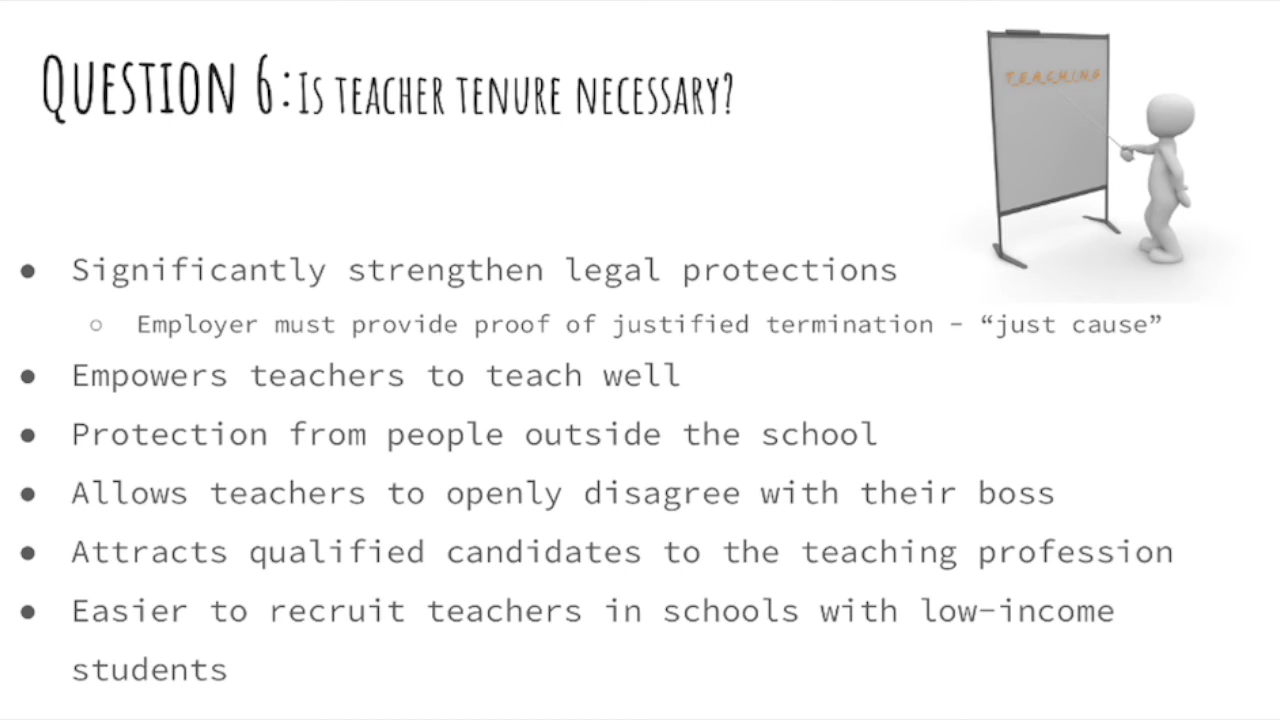 QUESTION 6: IS TEACHER TENURE NECESSARY?
TEACHING
● Significantly strengthen legal protections
○ Employer must provide proof of justified termination - “just cause”
● Empowers teachers to teach well
● Protection from people outside the school
● Allows teachers to openly disagree with their boss
● Attracts qualified candidates to the teaching profession
● Easier to recruit teachers in schools with low-income
students